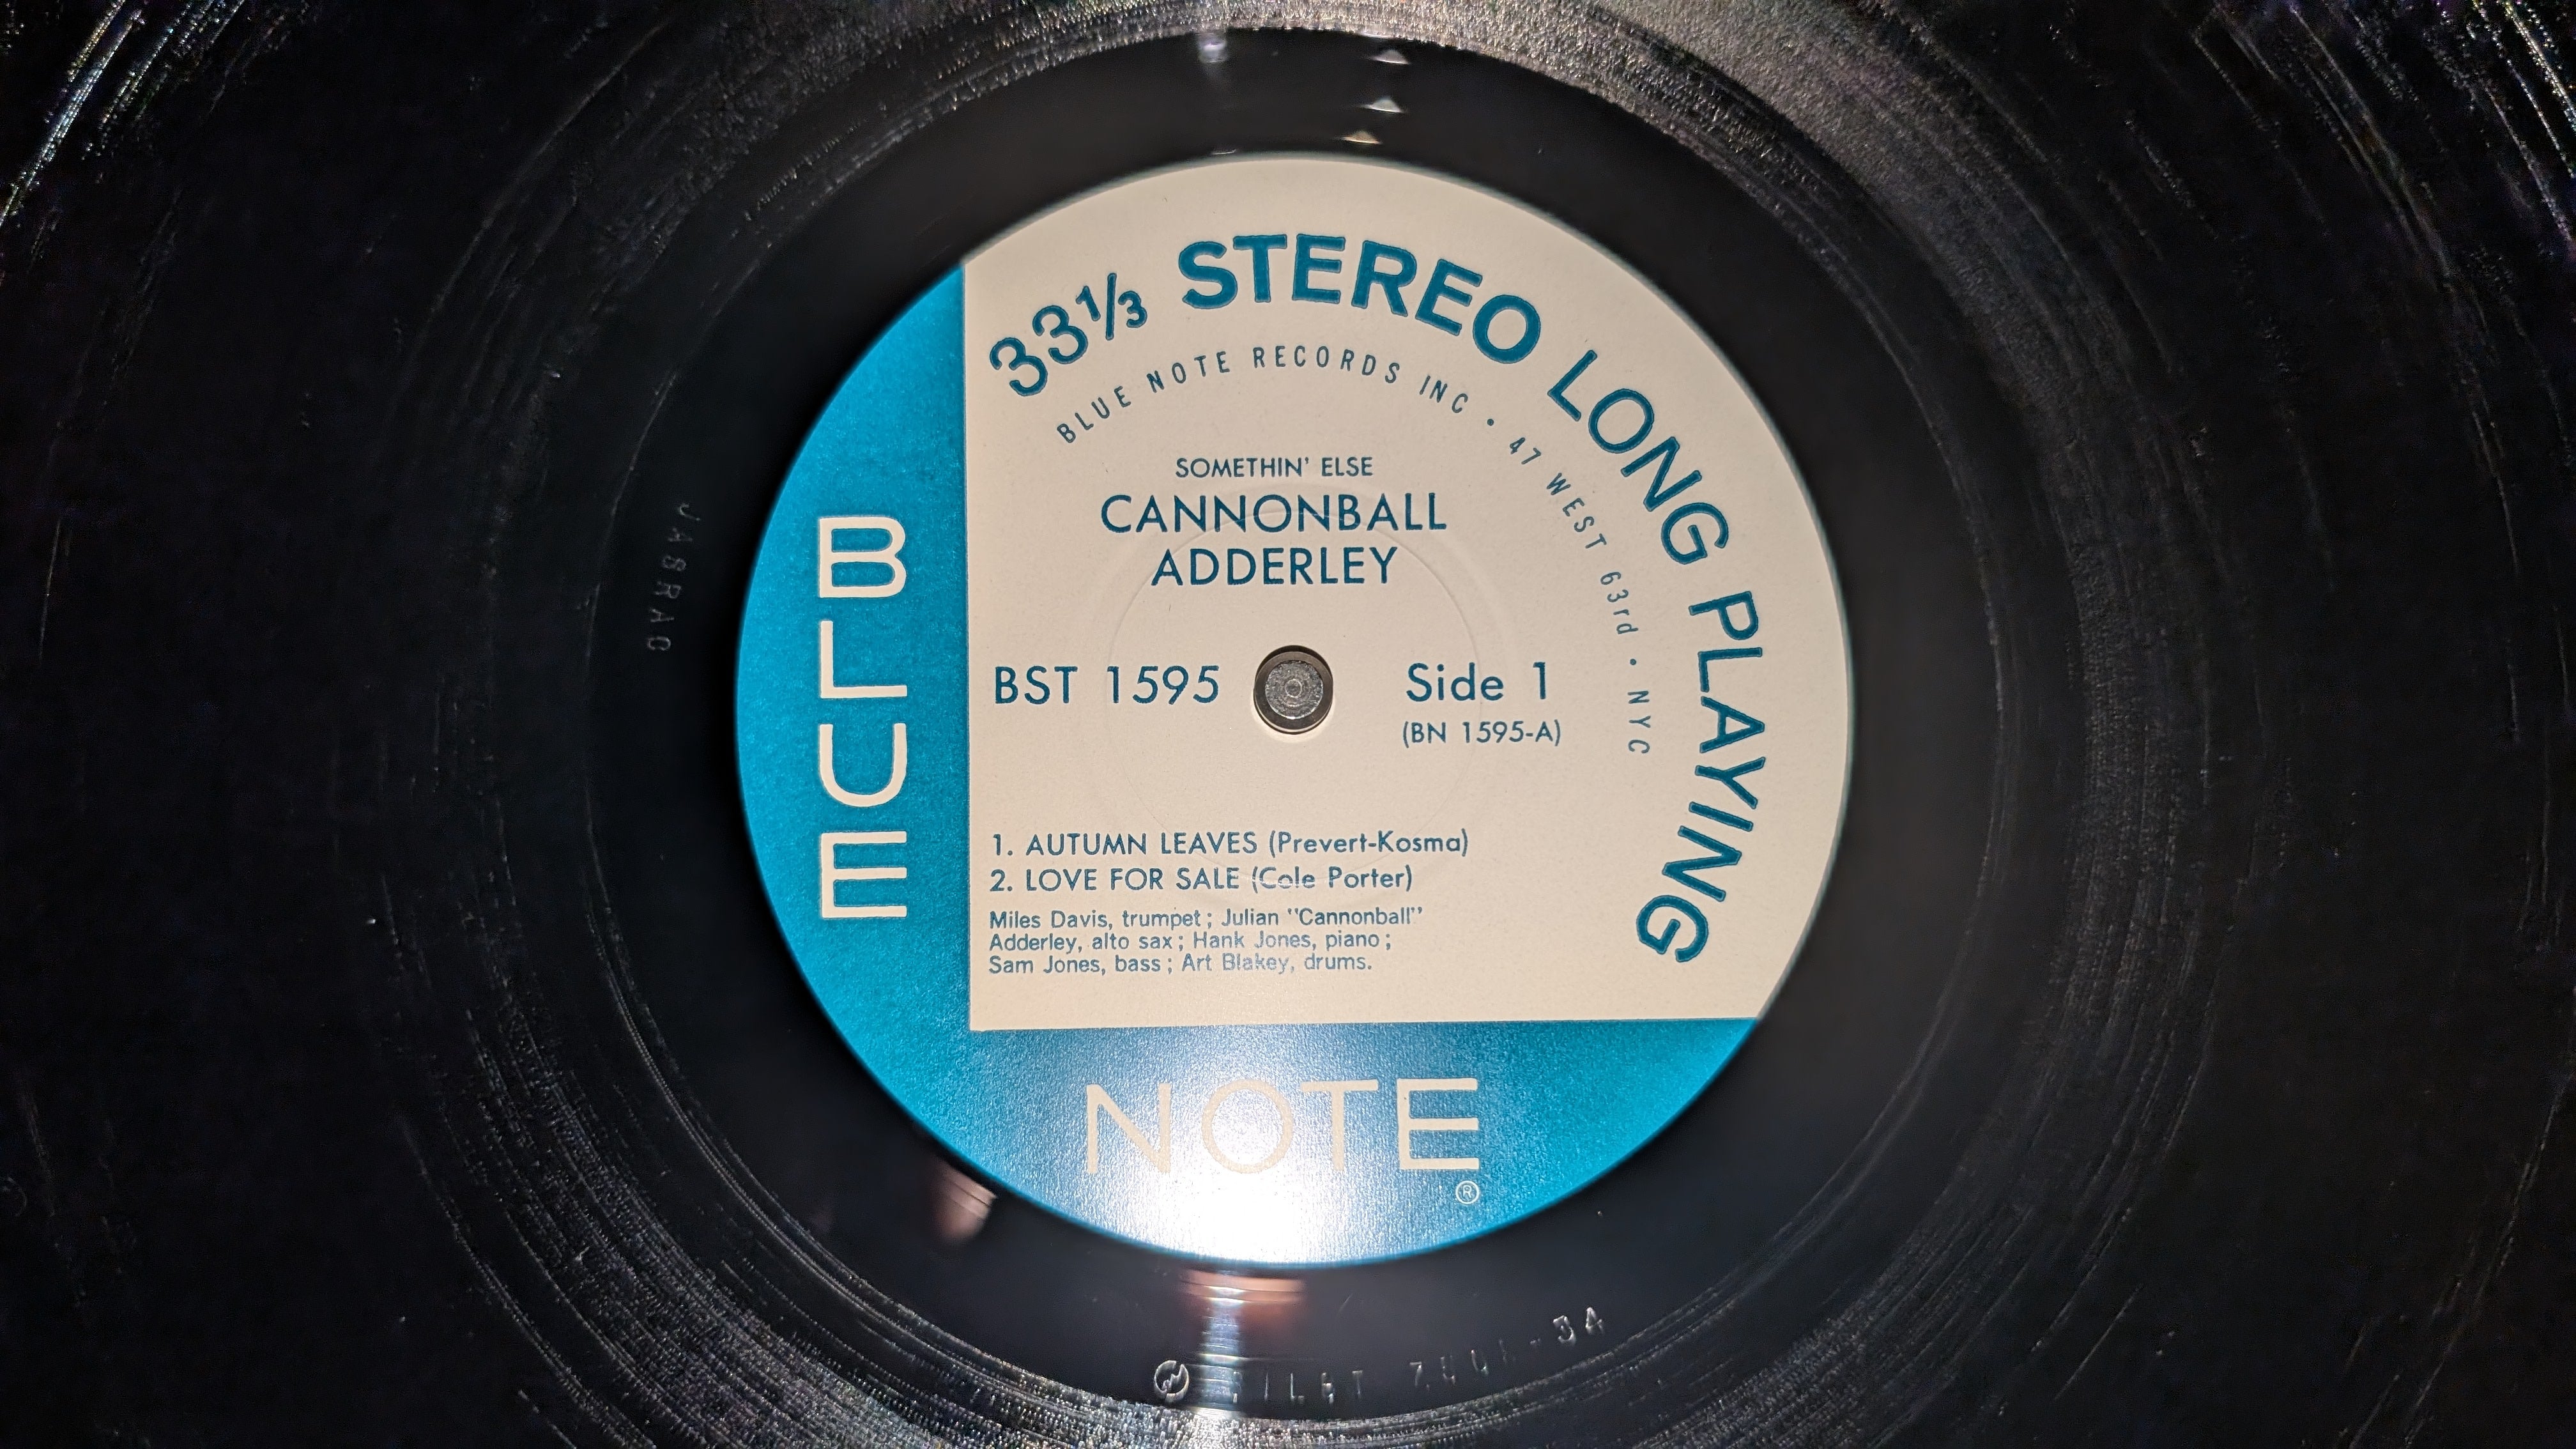 33⅓ STEREO LONG PLAYING
BLUE NOTE RECORDS INC • 47 WEST 63rd • NYC
SOMETHIN' ELSE
CANNONBALL
ADDERLEY
BST 1595
Side 1
(BN 1595-A)
1. AUTUMN LEAVES (Prevert-Kosma)
2. LOVE FOR SALE (Cole Porter)
Miles Davis, trumpet; Julian "Cannonball"
Adderley, alto sax; Hank Jones, piano;
Sam Jones, bass; Art Blakey, drums.
BLUE
NOTE
®